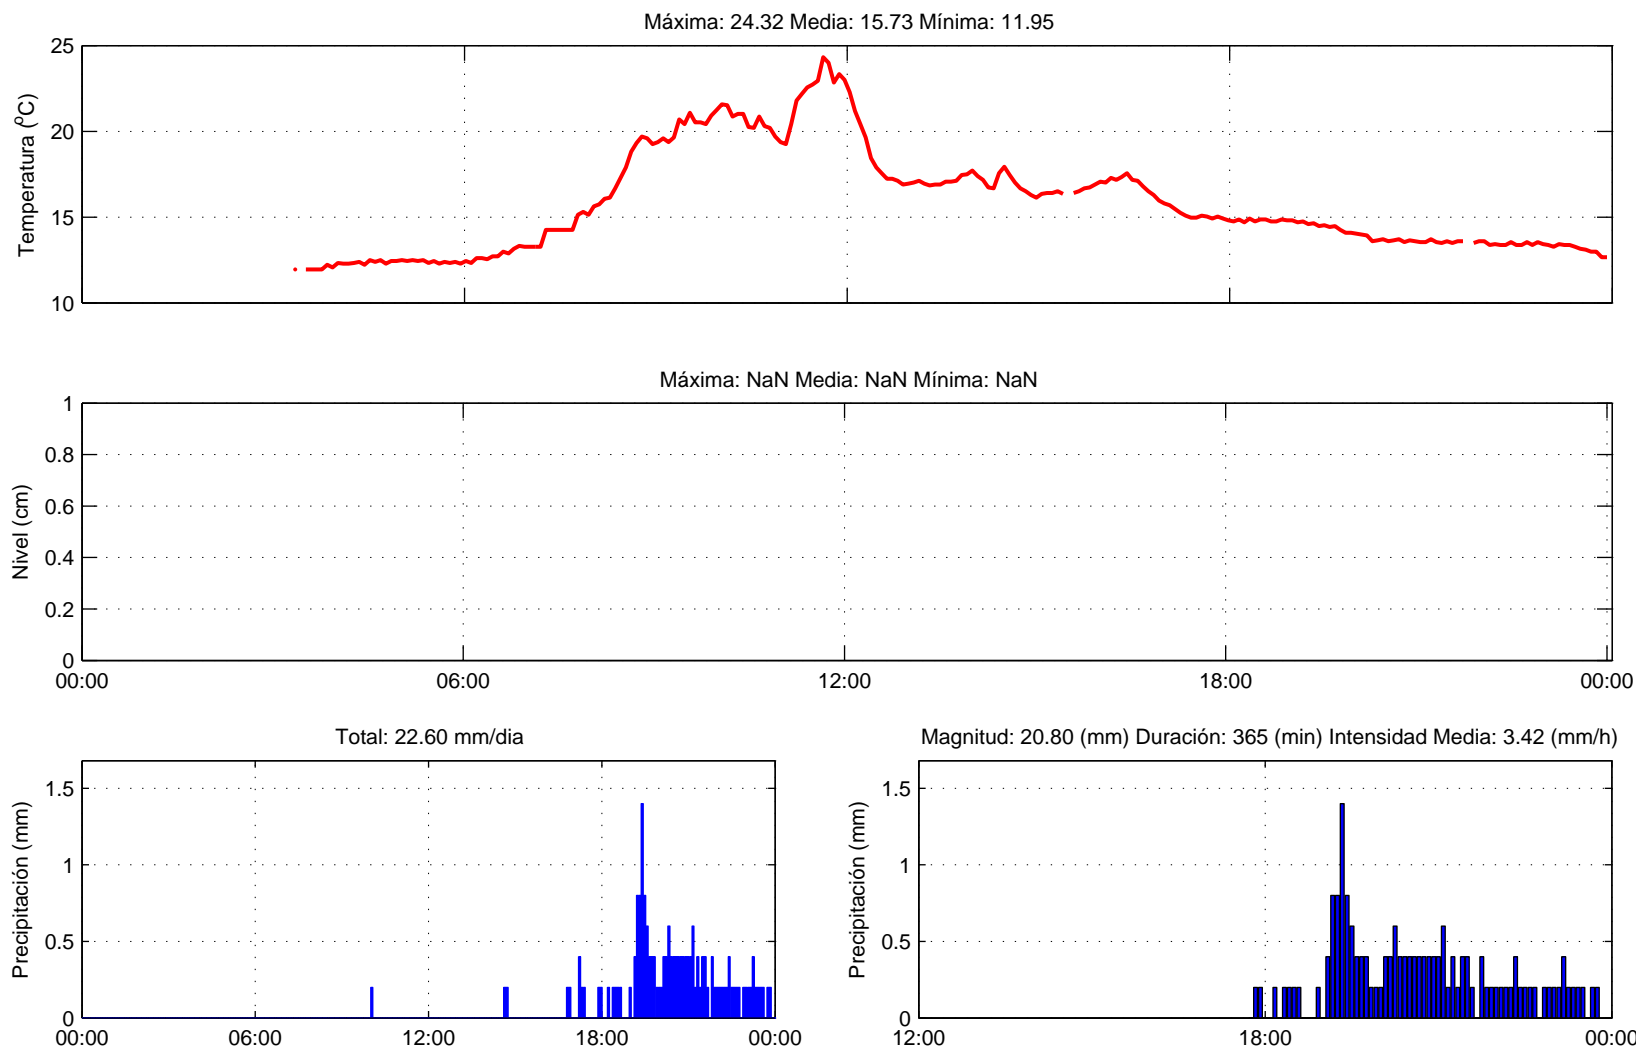 Máxima: 24.32 Media: 15.73 Mínima: 11.95
25
20
15
10
Temperatura (ºC)
Máxima: NaN Media: NaN Mínima: NaN
1
0.8
0.6
0.4
0.2
0
Nivel (cm)
00:00 06:00 12:00 18:00 00:00
Total: 22.60 mm/dia
1.5
1
0.5
0
Precipitación (mm)
00:00 06:00 12:00 18:00 00:00
Magnitud: 20.80 (mm) Duración: 365 (min) Intensidad Media: 3.42 (mm/h)
1.5
1
0.5
0
Precipitación (mm)
12:00 18:00 00:00